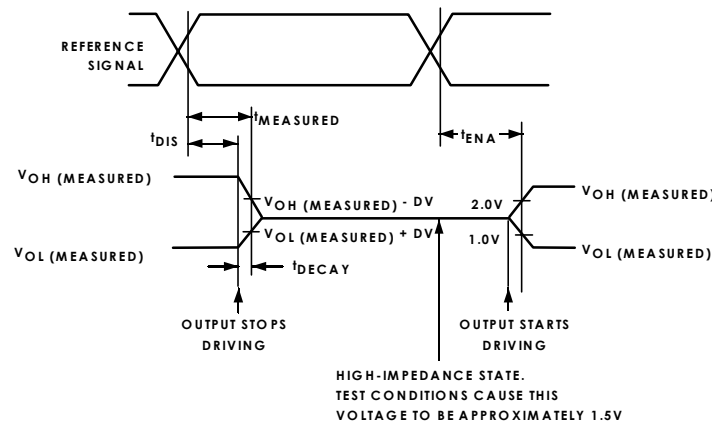 REFERENCE
SIGNAL
tMEASURED
tDIS
tENA
VOH (MEASURED)
VOH (MEASURED) - DV
2.0V
VOH (MEASURED)
VOL (MEASURED) + DV
1.0V
VOL (MEASURED)
VOL (MEASURED)
tDECAY
OUTPUT STOPS
DRIVING
OUTPUT STARTS
DRIVING
HIGH-IMPEDANCE STATE.
TEST CONDITIONS CAUSE THIS
VOLTAGE TO BE APPROXIMATELY 1.5V